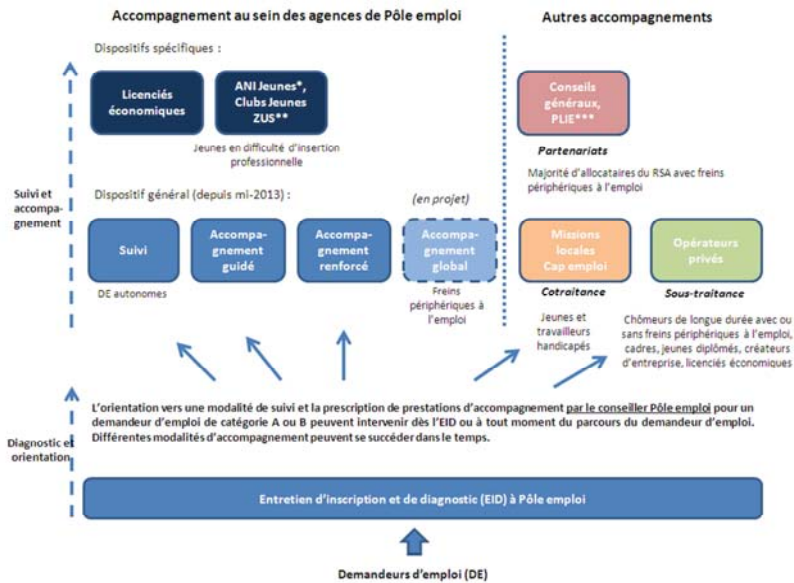 Accompagnement au sein des agences de Pôle emploi
Autres accompagnements
Dispositifs spécifiques :
Licenciés
économiques
ANI Jeunes*,
Clubs Jeunes
ZUS**
Jeunes en difficulté d'insertion
professionnelle
Conseils
généraux,
PLIE***
Partenariats
Majorité d'allocataires du RSA avec freins
périphériques à l'emploi
Suivi et
accompa-
gnement
Dispositif général (depuis mi-2013) :
(en projet)
Suivi
DE autonomes
Accompa-
gnement
guidé
Accompa-
gnement
renforcé
Accompa-
gnement
global
Freins
périphériques à
l'emploi
Missions
locales
Cap emploi
Cotraitance
Jeunes et
travailleurs
handicapés
Opérateurs
privés
Sous-traitance
Chômeurs de longue durée avec ou
sans freins périphériques à l'emploi,
cadres, jeunes diplômés, créateurs
d'entreprise, licenciés économiques
Diagnostic et
orientation
L'orientation vers une modalité de suivi et la prescription de prestations d'accompagnement par le conseiller Pôle emploi pour un
demandeur d'emploi de catégorie A ou B peuvent intervenir dès l'EID ou à tout moment du parcours du demandeur d'emploi.
Différentes modalités d'accompagnement peuvent se succéder dans le temps.
Entretien d'inscription et de diagnostic (EID) à Pôle emploi
Demandeurs d'emploi (DE)